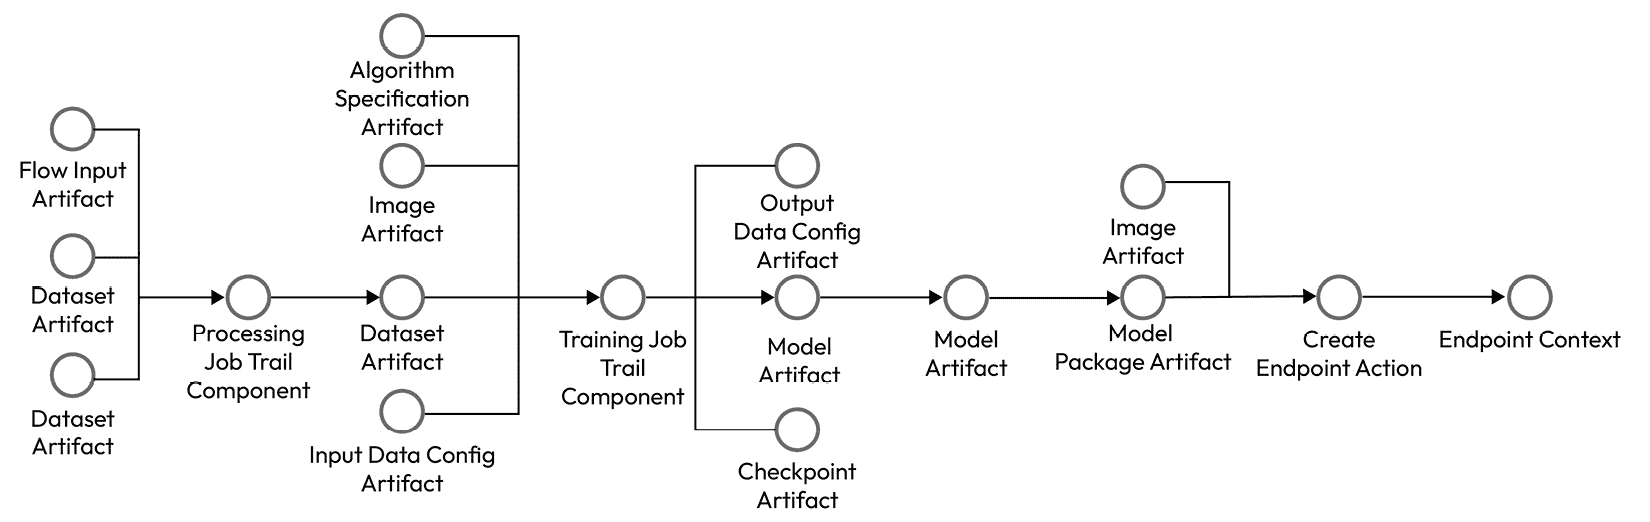 Flow Input
Artifact
Dataset
Artifact
Dataset
Artifact
Processing
Job Trail
Component
Algorithm
Specification
Artifact
Image
Artifact
Dataset
Artifact
Input Data Config
Artifact
Training Job
Trail
Component
Output
Data Config
Artifact
Model
Artifact
Checkpoint
Artifact
Model
Artifact
Image
Artifact
Model
Package Artifact
Create
Endpoint Action
Endpoint Context